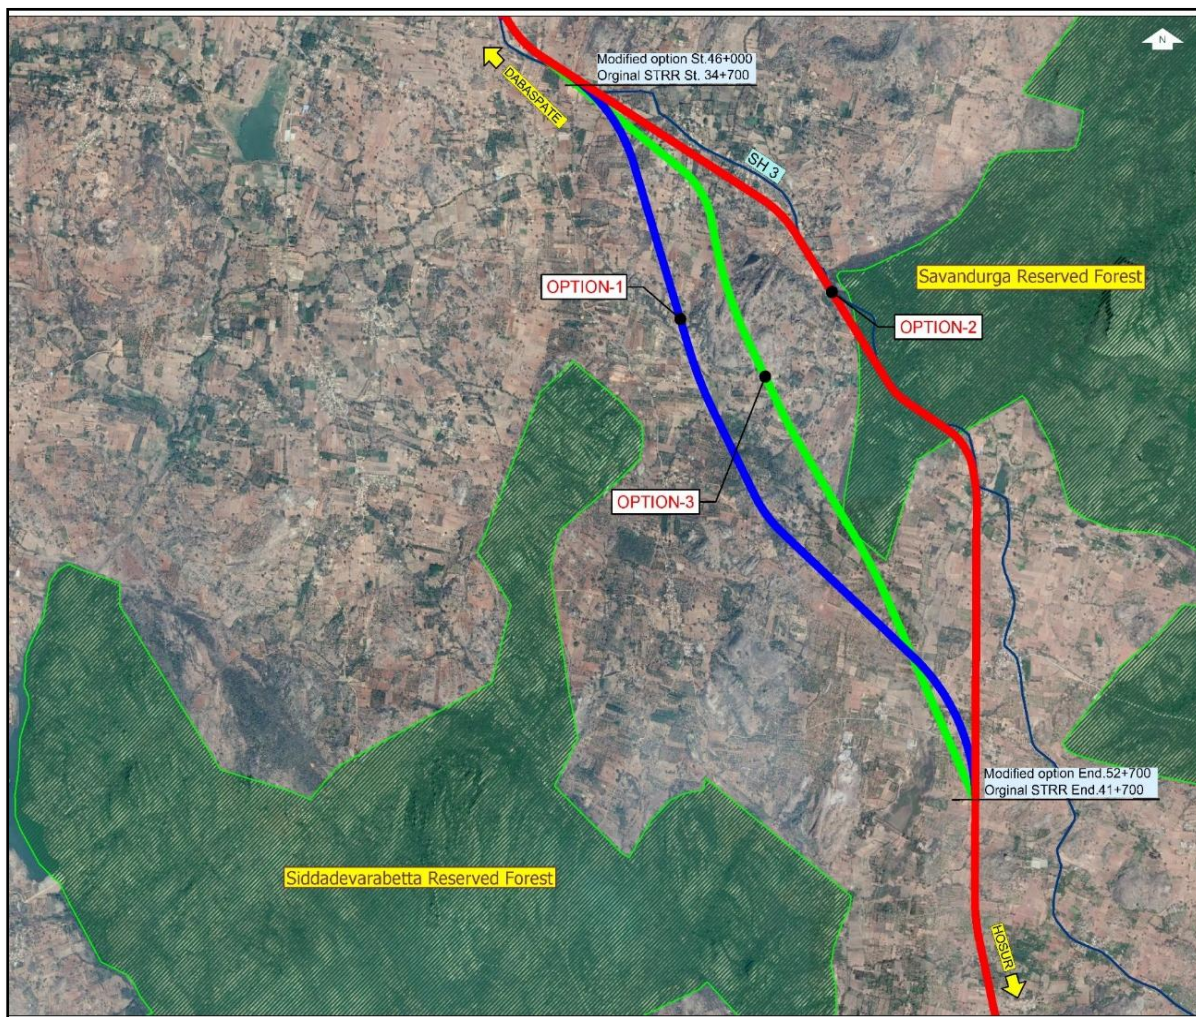 N
Modified option St.46+000
Orginal STRR St. 34+700
DABASPATE
SH 3
Savandurga Reserved Forest
OPTION-1
OPTION-2
OPTION-3
Modified option End.52+700
Orginal STRR End.41+700
Siddadevarabetta Reserved Forest
HOSUR